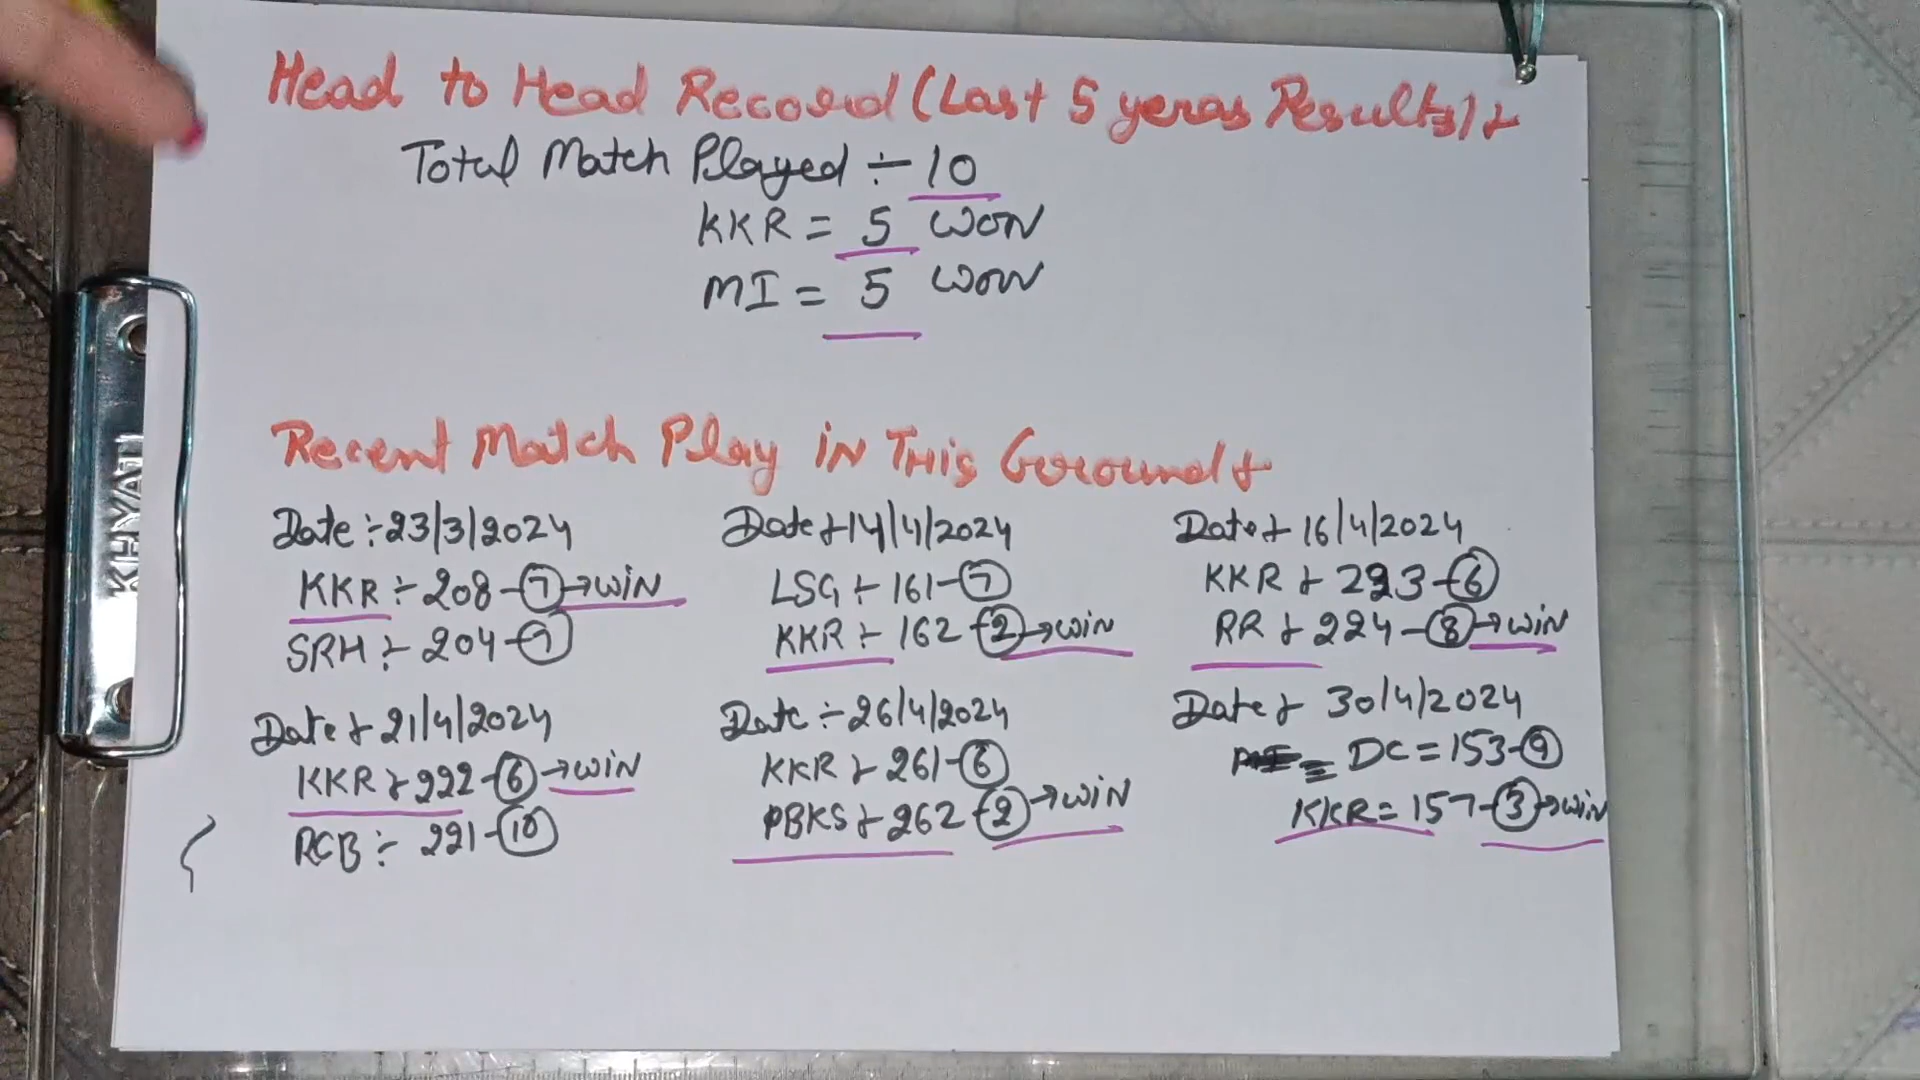 Head to Head Record (Last 5 yeras Results) :-
Total Match Played ÷ 10
KKR = 5 WON
MI = 5 WON
Recent Match Play iN THis Ground :-
Date :- 23/3/2024
KKR :- 208-7 → WiN
SRH :- 204-7
Date :- 14/4/2024
LSG :- 161-7
KKR :- 162-2 → WiN
Date :- 16/4/2024
KKR :- 223-6
RR :- 224-8 → WiN
Date :- 21/4/2024
KKR :- 222-6 → WiN
RCB :- 221-10
Date :- 26/4/2024
KKR :- 261-6
PBKS :- 262-2 → WiN
Date :- 30/4/2024
DC = 153-9
KKR = 157-3 → WiN
KHYATI